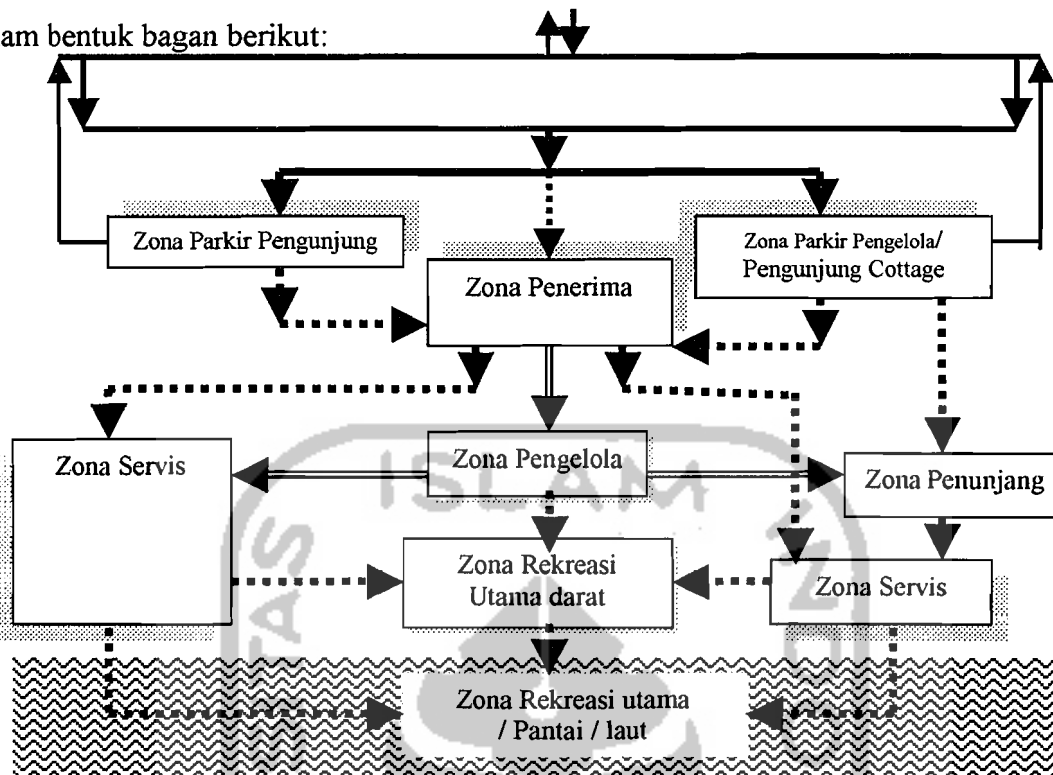 am bentuk bagan berikut:
Zona Parkir Pengunjung
Zona Parkir Pengelola/
Pengunjung Cottage
Zona Penerima
Zona Servis
Zona Pengelola
Zona Penunjang
Zona Rekreasi
Utama darat
Zona Servis
Zona Rekreasi utama
/ Pantai / laut
ISLAM